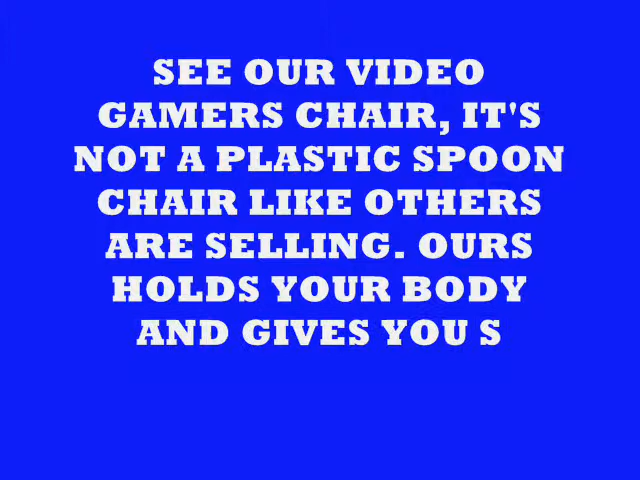 SEE OUR VIDEO
GAMERS CHAIR, IT'S
NOT A PLASTIC SPOON
CHAIR LIKE OTHERS
ARE SELLING. OURS
HOLDS YOUR BODY
AND GIVES YOU S